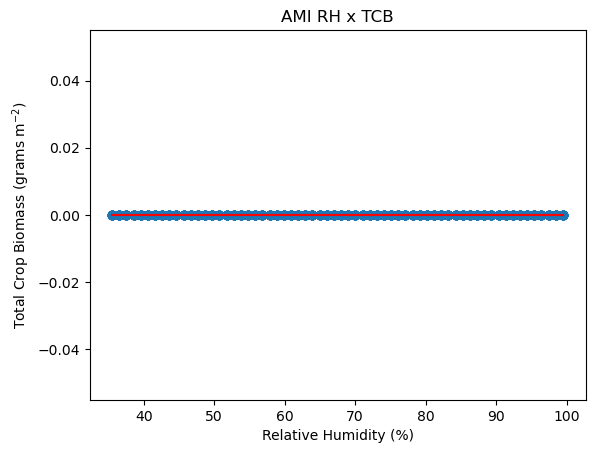 AMI RH x TCB
Total Crop Biomass (grams m⁻²)
0.04
0.02
0.00
−0.02
−0.04
40 50 60 70 80 90 100
Relative Humidity (%)